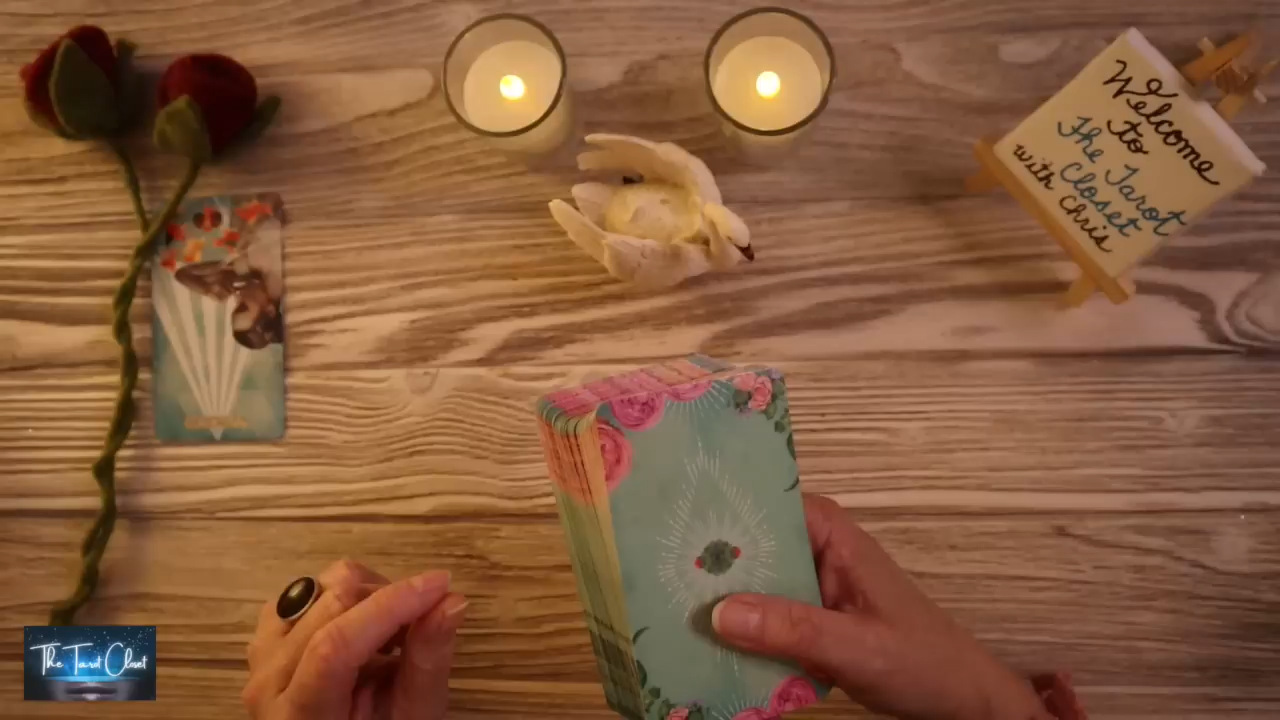 Welcome
to
The Tarot
Closet
with Chris
The Tarot Closet